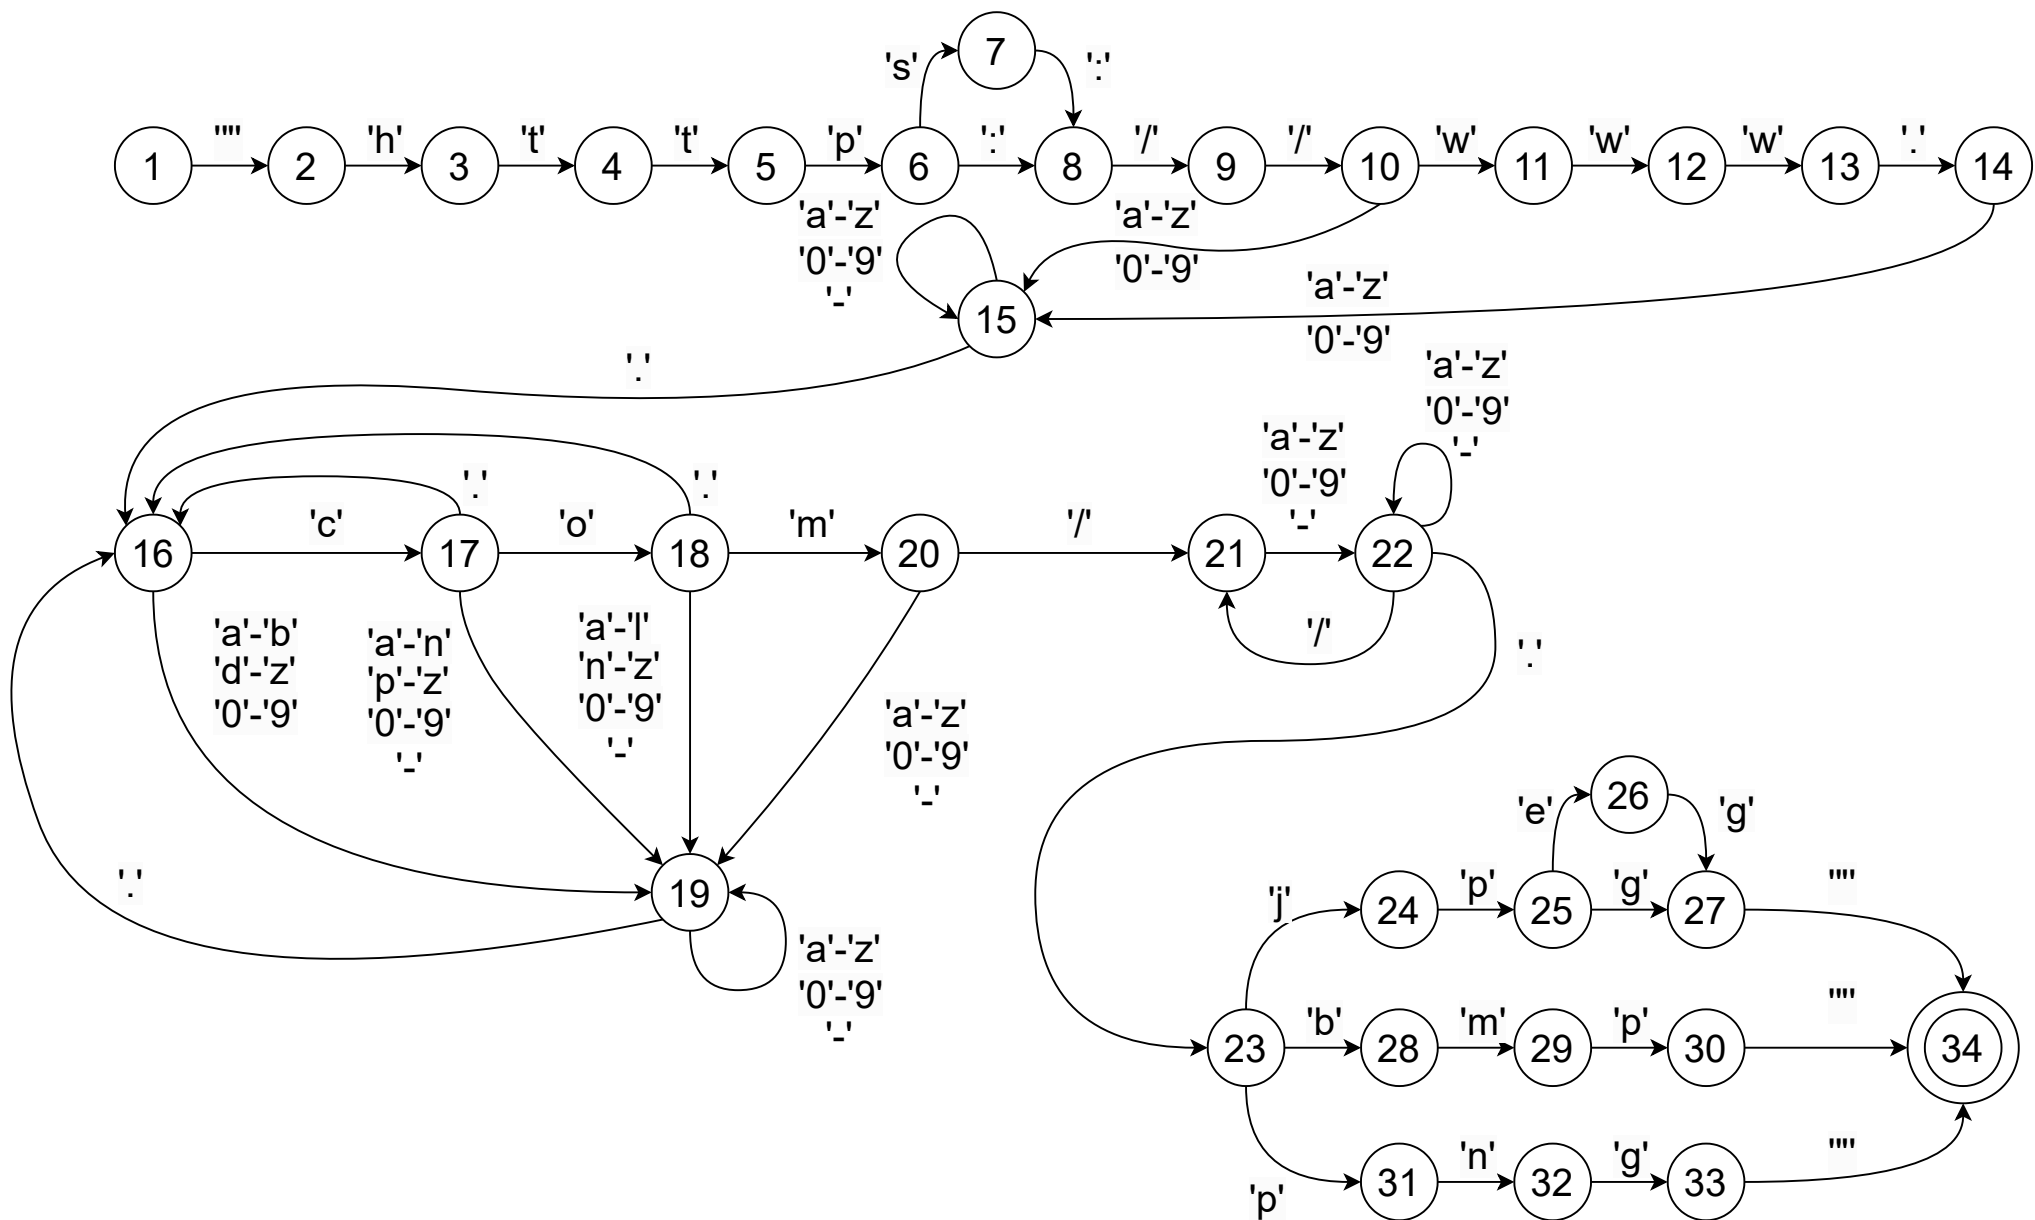 7
's'
':'
'"'
'h'
't'
't'
'p'
':'
'/'
'/'
'w'
'w'
'w'
'.'
1
2
3
4
5
6
8
9
10
11
12
13
14
'a'-'z'
'0'-'9'
'-'
'a'-'z'
'0'-'9'
'a'-'z'
'0'-'9'
15
'.'
'a'-'z'
'0'-'9'
'-'
'a'-'z'
'0'-'9'
'-'
'.'
'.'
'c'
'o'
'm'
'/'
16
17
18
20
21
22
'a'-'b'
'd'-'z'
'0'-'9'
'a'-'n'
'p'-'z'
'0'-'9'
'-'
'a'-'l'
'n'-'z'
'0'-'9'
'-'
'/'
'.'
'a'-'z'
'0'-'9'
'-'
'.'
19
'a'-'z'
'0'-'9'
'-'
26
'e'
'g'
'j'
'p'
'g'
'"'
24
25
27
'b'
'm'
'p'
'"'
23
28
29
30
34
'p'
'n'
'g'
'"'
31
32
33